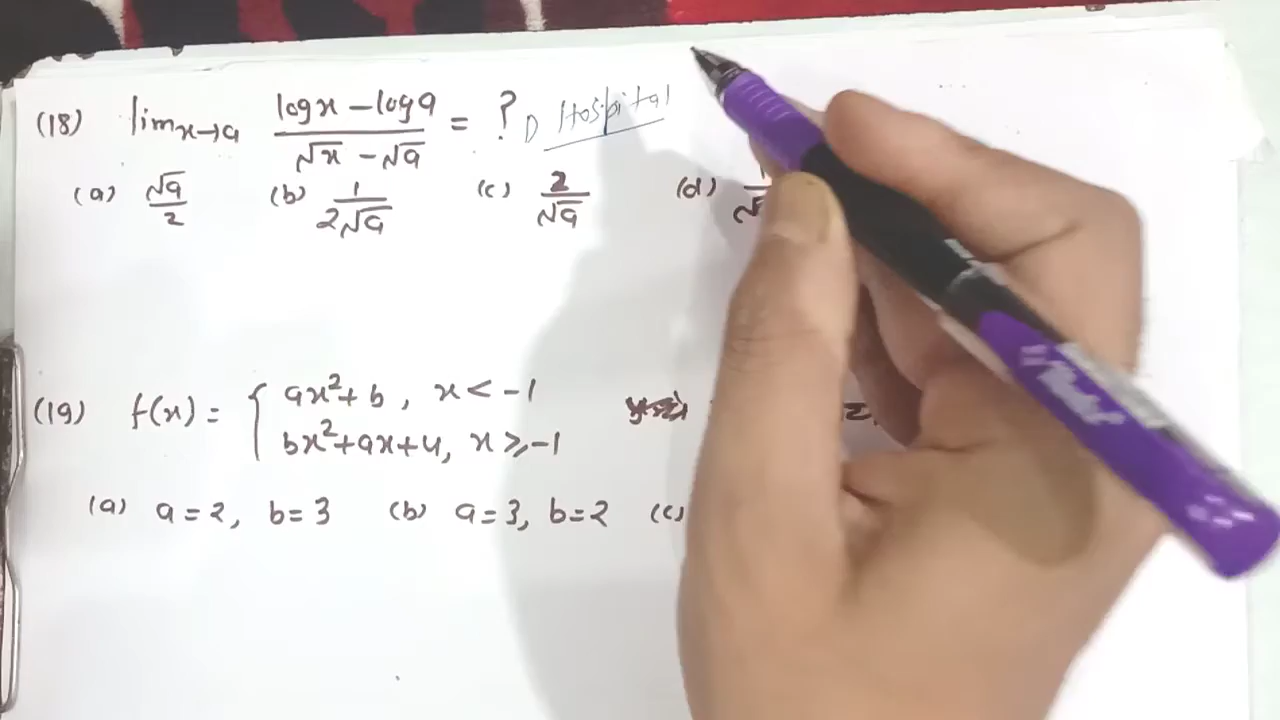 (18) lim x→a (log x - log a)/(√x - √a) = ? D Hospital
(a) √a/2 (b) 1/2√a (c) 2/√a (d)
(19) f(x) = { ax² + b, x < -1
bx² + ax + 4, x ≥ -1
(a) a = 2, b = 3 (b) a = 3, b = 2 (c)